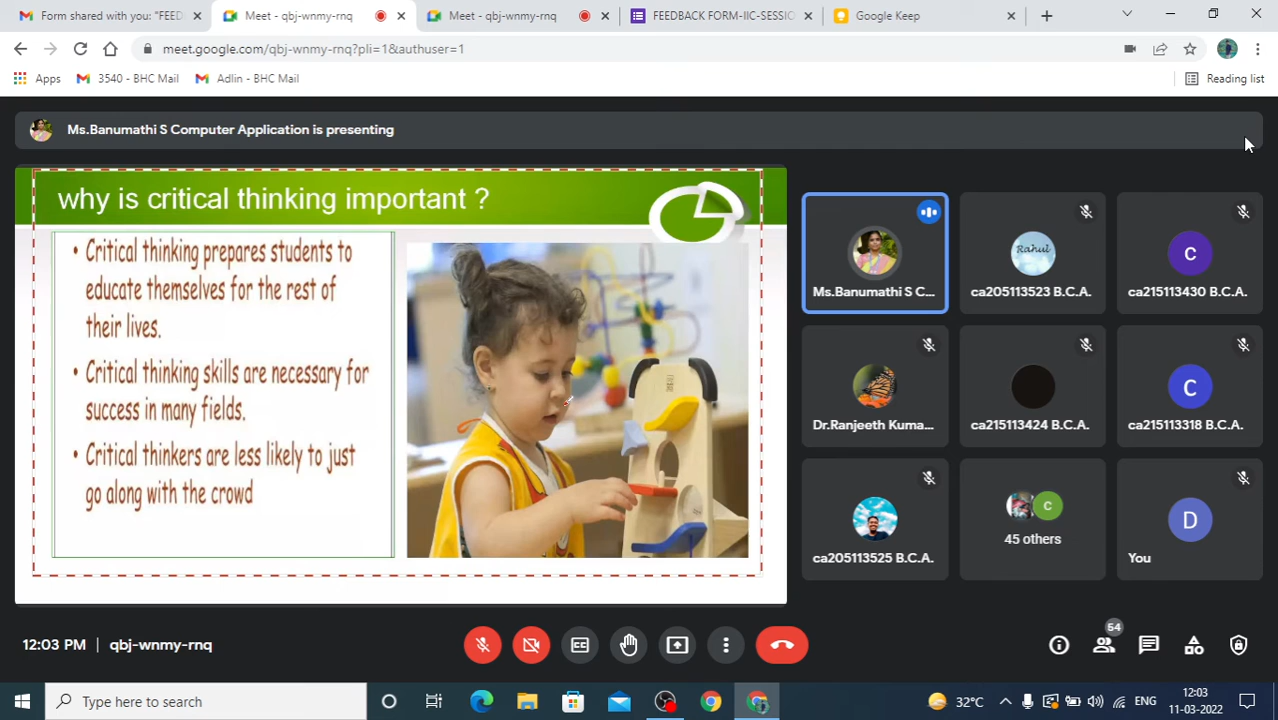 Form shared with you: "FEED
Meet - qbj-wnmy-rnq
Meet - qbj-wnmy-rnq
FEEDBACK FORM-IIC-SESSIO
Google Keep
meet.google.com/qbj-wnmy-rnq?pli=1&authuser=1
Apps
3540 - BHC Mail
Adlin - BHC Mail
Reading list
Ms.Banumathi S Computer Application is presenting
why is critical thinking important ?
• Critical thinking prepares students to
educate themselves for the rest of
their lives.
• Critical thinking skills are necessary for
success in many fields.
• Critical thinkers are less likely to just
go along with the crowd
Ms.Banumathi S C...
Rahul
ca205113523 B.C.A.
C
ca215113430 B.C.A.
Dr.Ranjeeth Kuma...
ca215113424 B.C.A.
C
ca215113318 B.C.A.
ca205113525 B.C.A.
C
45 others
D
You
12:03 PM | qbj-wnmy-rnq
CC
54
Type here to search
32°C
ENG
12:03
11-03-2022